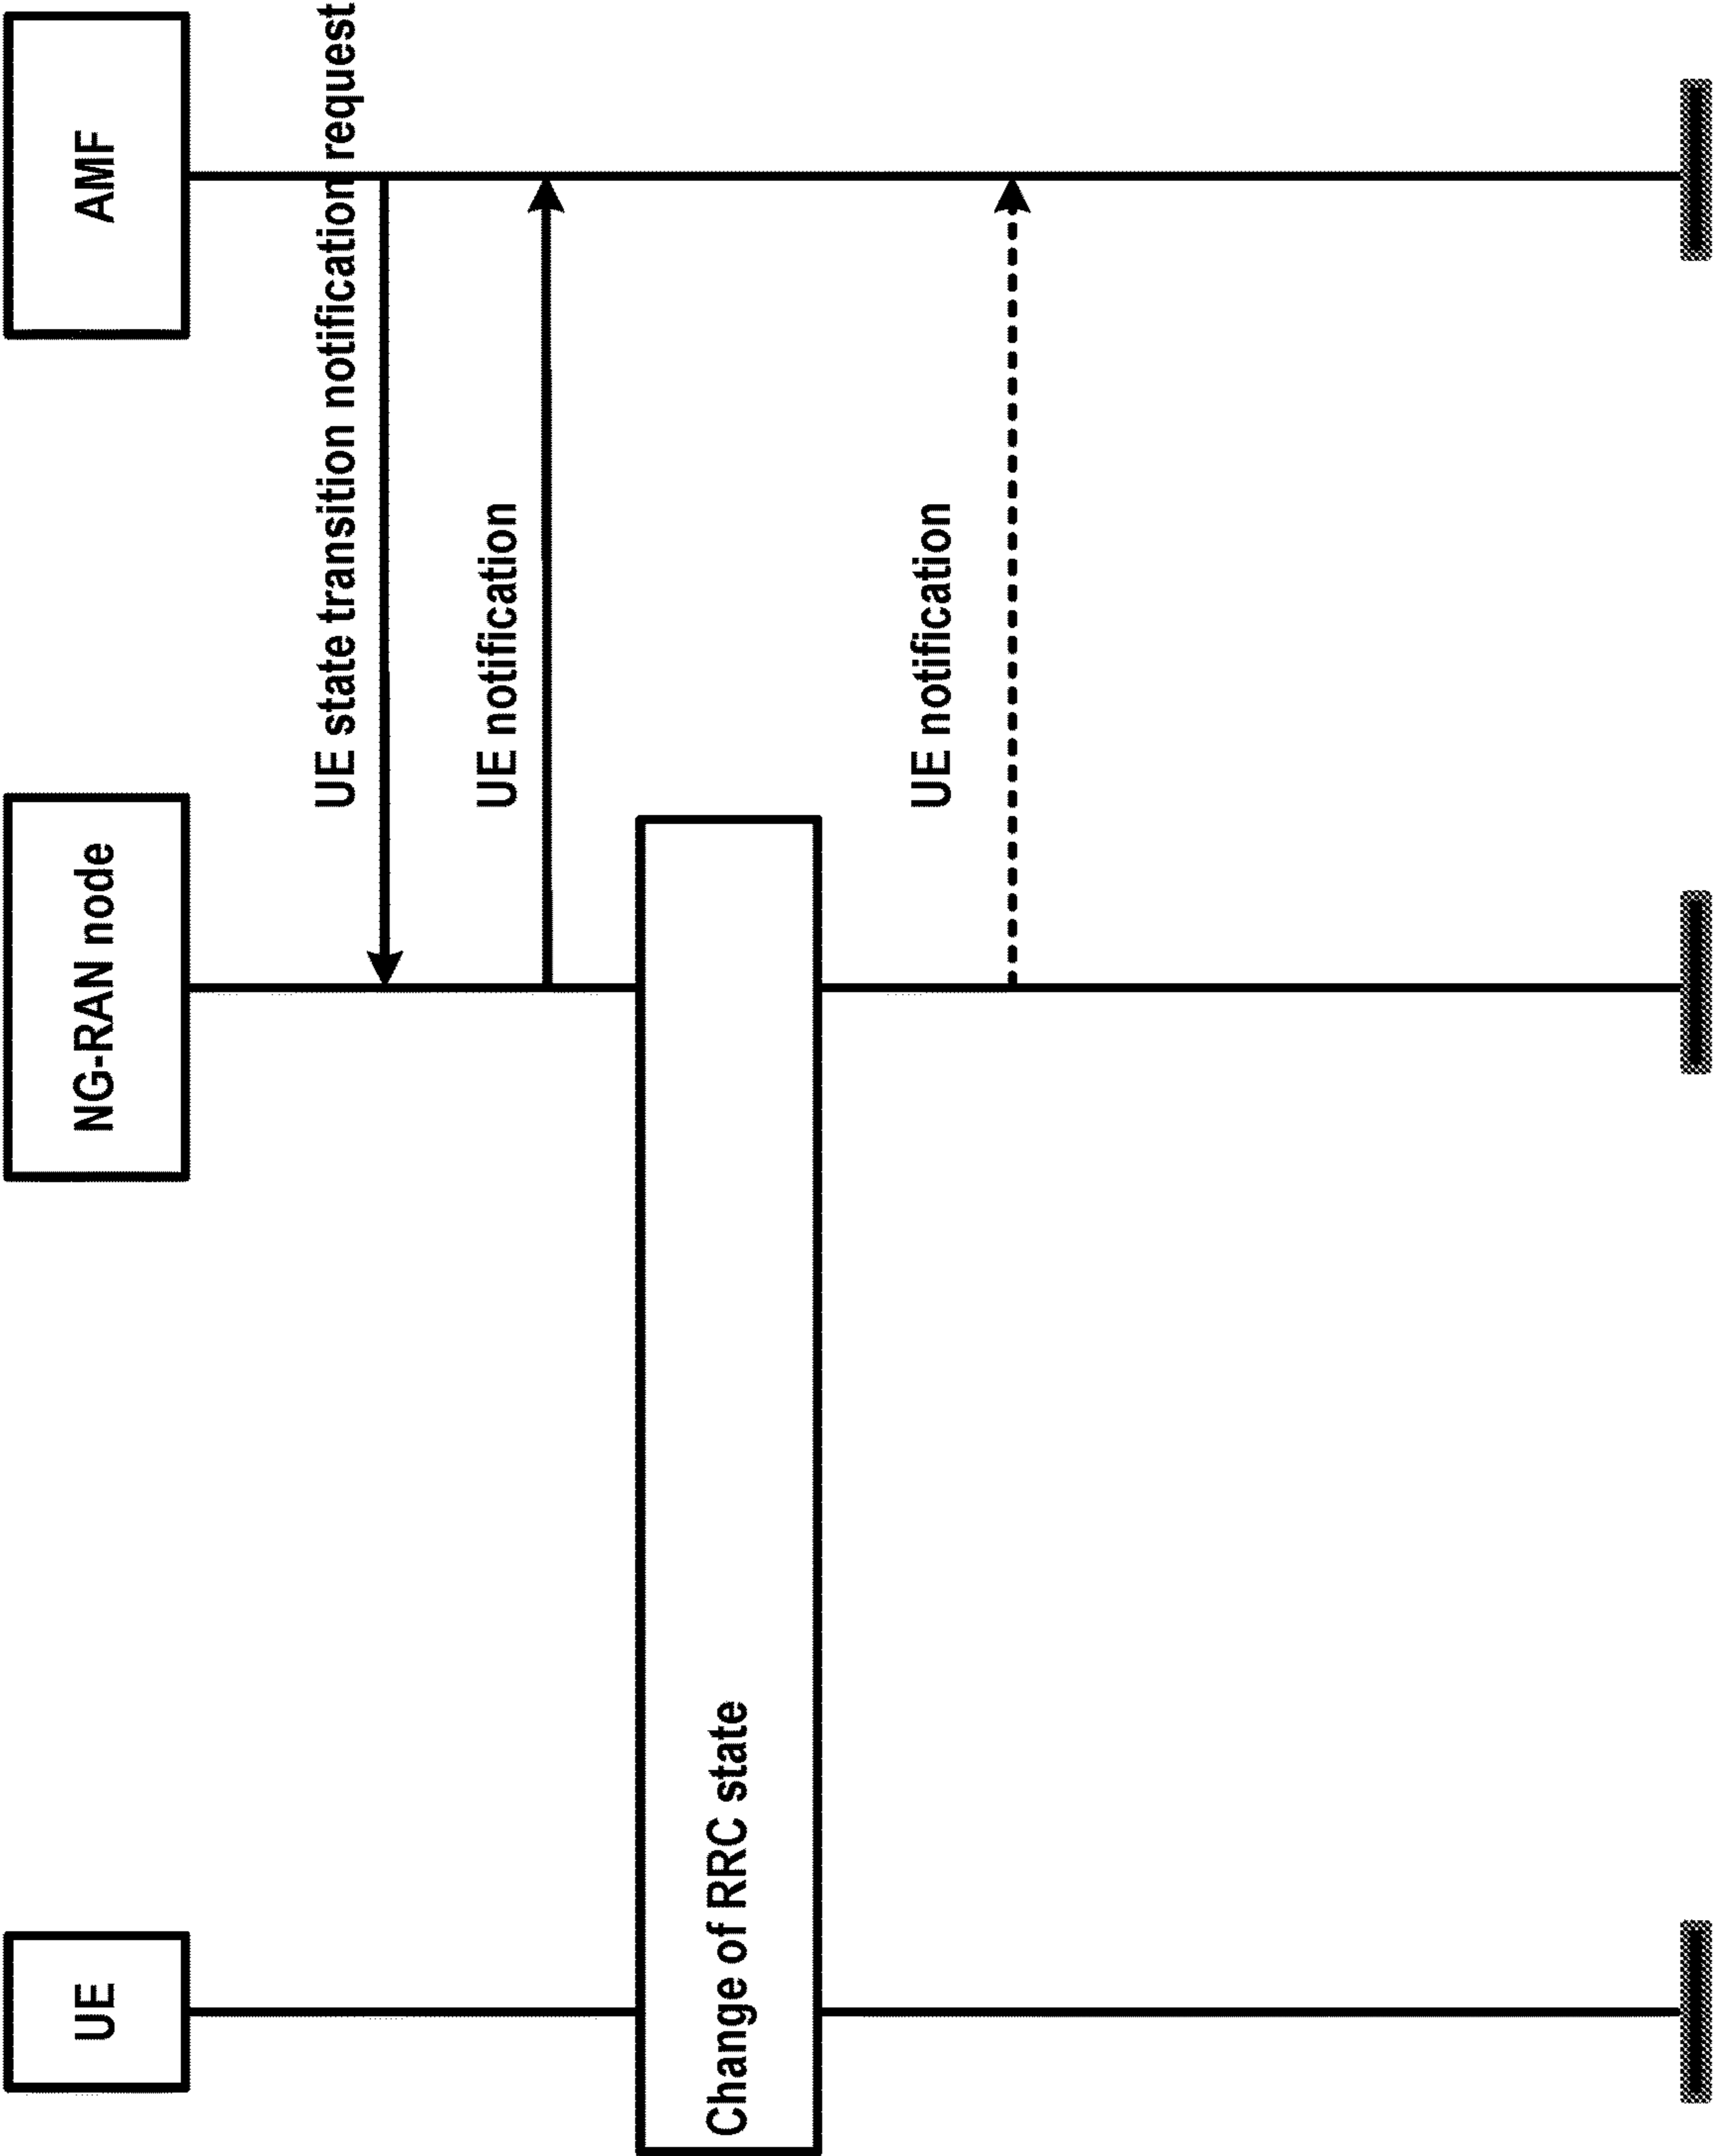 UE
NG-RAN node
AMF
UE state transition notification request
UE notification
Change of RRC state
UE notification